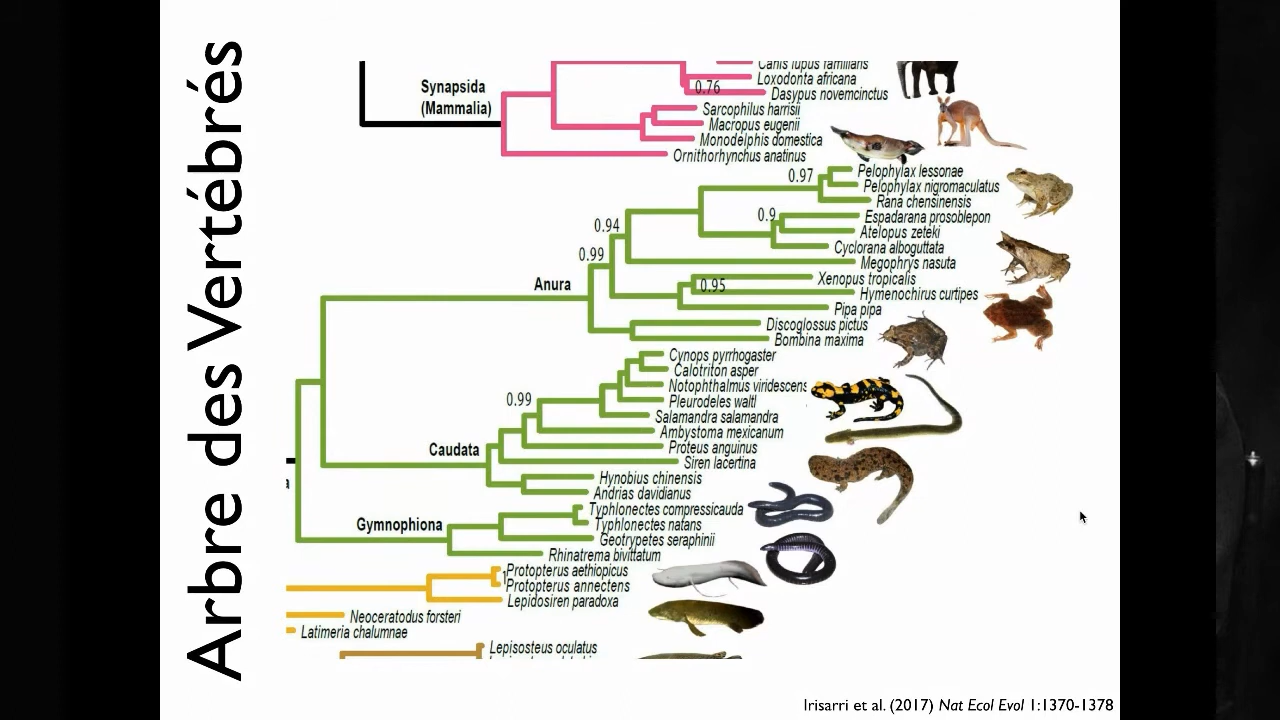 Arbre des Vertébrés
Canis lupus familiaris
Synapsida
(Mammalia)
Loxodonta africana
0.76
Dasypus novemcinctus
Sarcophilus harrisii
Macropus eugenii
Monodelphis domestica
Ornithorhynchus anatinus
0.97
Pelophylax lessonae
Pelophylax nigromaculatus
Rana chensinensis
0.9
Espadarana prosoblepon
0.94
Atelopus zeteki
Cyclorana alboguttata
0.99
Megophrys nasuta
Anura
Xenopus tropicalis
0.95
Hymenochirus curtipes
Pipa pipa
Discoglossus pictus
Bombina maxima
Cynops pyrrhogaster
Calotriton asper
Notophthalmus viridescens
0.99
Pleurodeles waltl
Salamandra salamandra
Ambystoma mexicanum
Caudata
Proteus anguinus
Siren lacertina
Hynobius chinensis
a
Andrias davidianus
Typhlonectes compressicauda
Gymnophiona
Typhlonectes natans
Geotrypetes seraphinii
Rhinatrema bivittatum
Protopterus aethiopicus
1
Protopterus annectens
Lepidosiren paradoxa
Neoceratodus forsteri
Latimeria chalumnae
Lepisosteus oculatus
Irisarri et al. (2017) Nat Ecol Evol 1:1370-1378